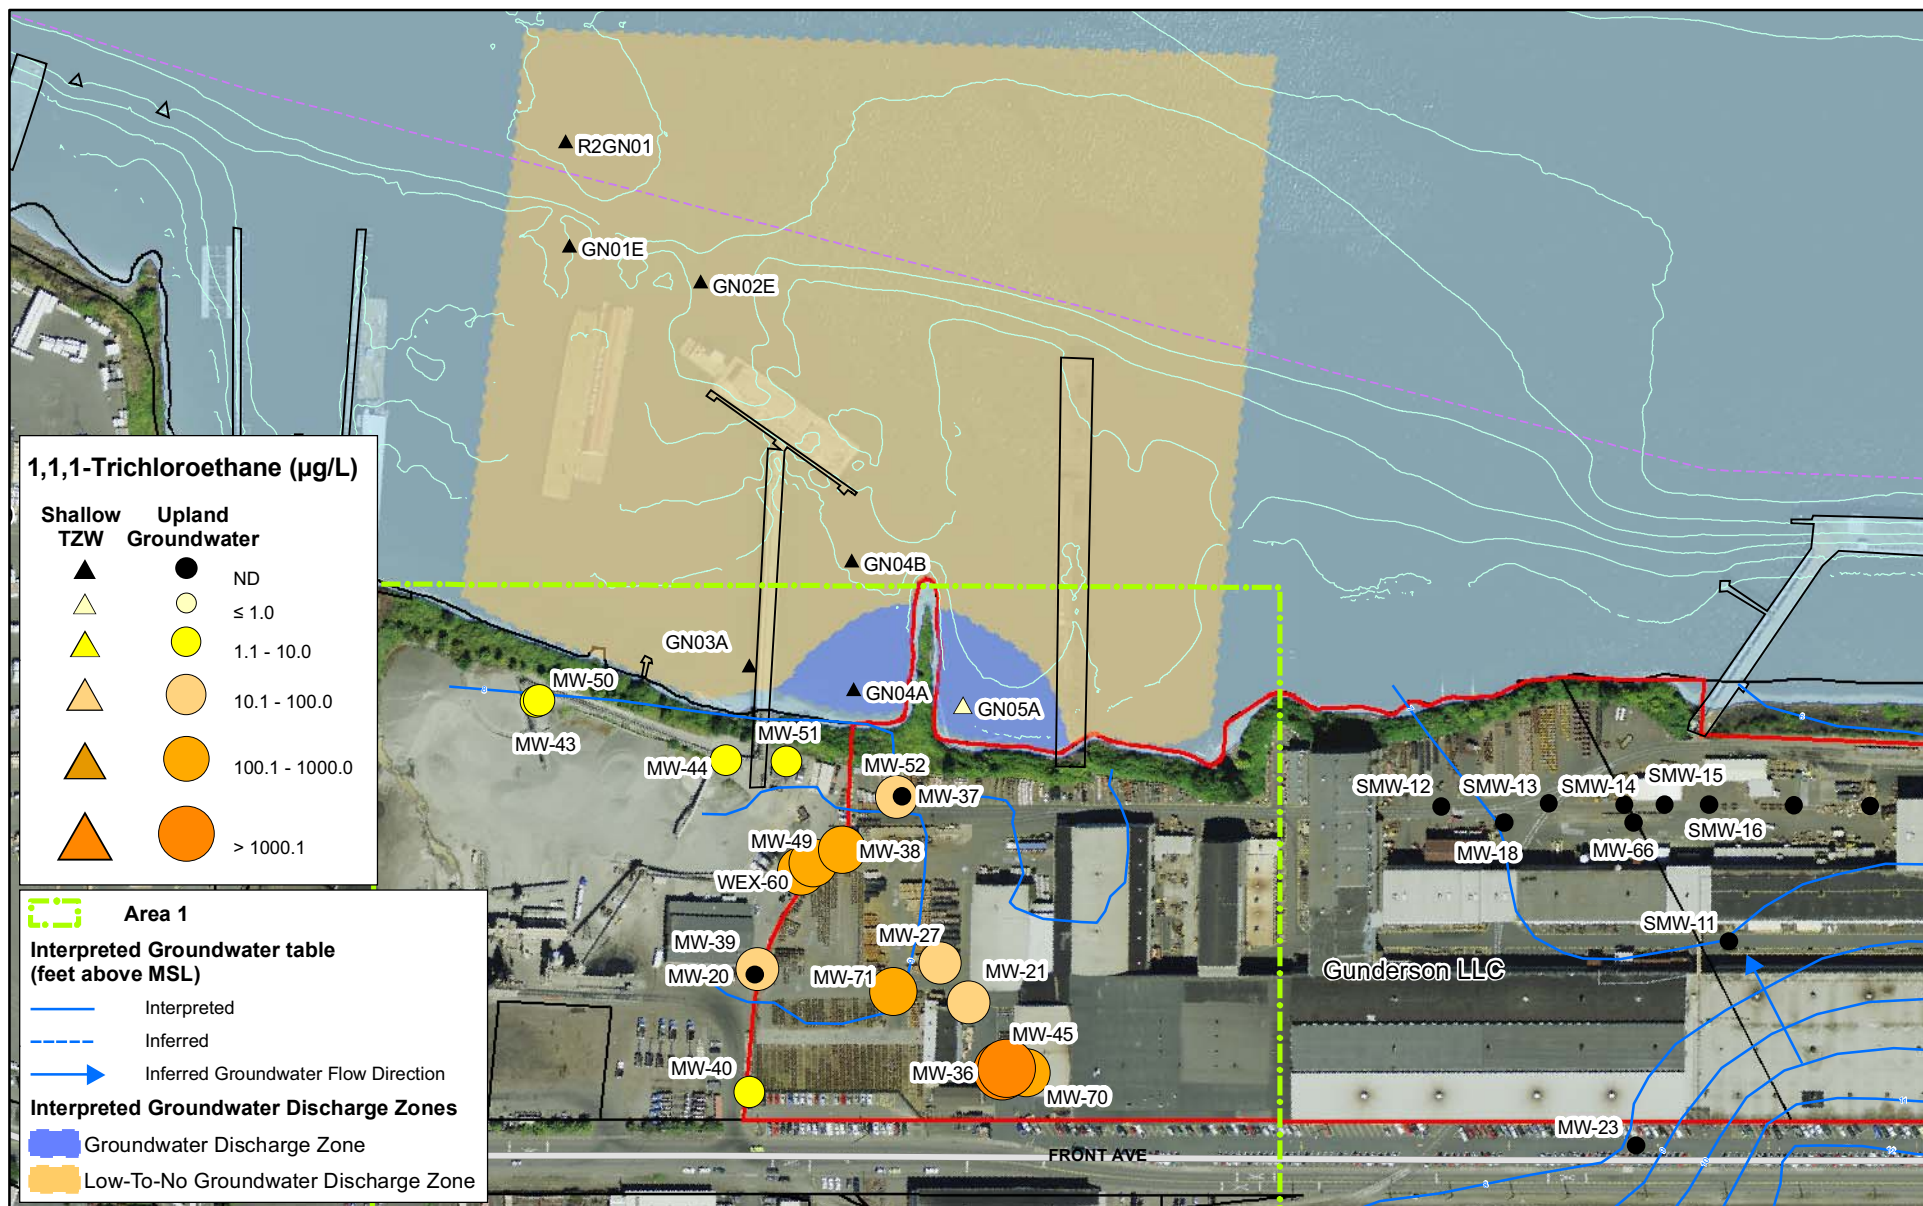 R2GN01
GN01E
GN02E
GN04B
GN03A
GN04A
GN05A
1,1,1-Trichloroethane (µg/L)
Shallow Upland
TZW Groundwater
ND
≤ 1.0
1.1 - 10.0
10.1 - 100.0
100.1 - 1000.0
> 1000.1
Area 1
Interpreted Groundwater table
(feet above MSL)
Interpreted
Inferred
Inferred Groundwater Flow Direction
Interpreted Groundwater Discharge Zones
Groundwater Discharge Zone
Low-To-No Groundwater Discharge Zone
MW-50
MW-43
MW-51
MW-44
MW-52
MW-37
MW-49
MW-38
WEX-60
MW-39
MW-20
MW-27
MW-71
MW-21
MW-45
MW-36
MW-70
MW-40
SMW-12
SMW-13
SMW-14
SMW-15
SMW-16
MW-18
MW-66
SMW-11
Gunderson LLC
MW-23
FRONT AVE
8
9
10
11
12